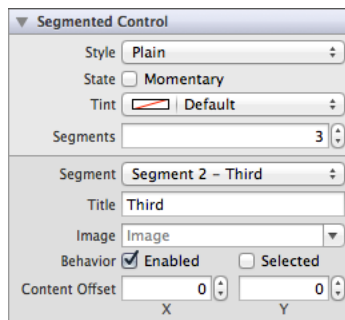 Segmented Control
Style Plain
State Momentary
Tint Default
Segments 3
Segment Segment 2 – Third
Title Third
Image Image
Behavior Enabled Selected
Content Offset 0 0
X Y